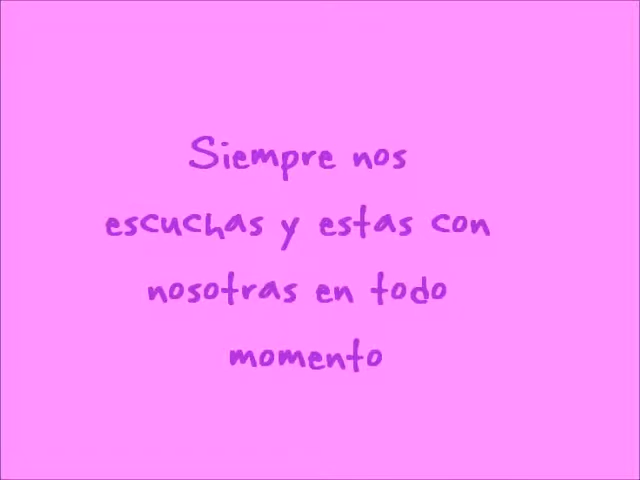 Siempre nos
escuchas y estas con
nosotras en todo
momento